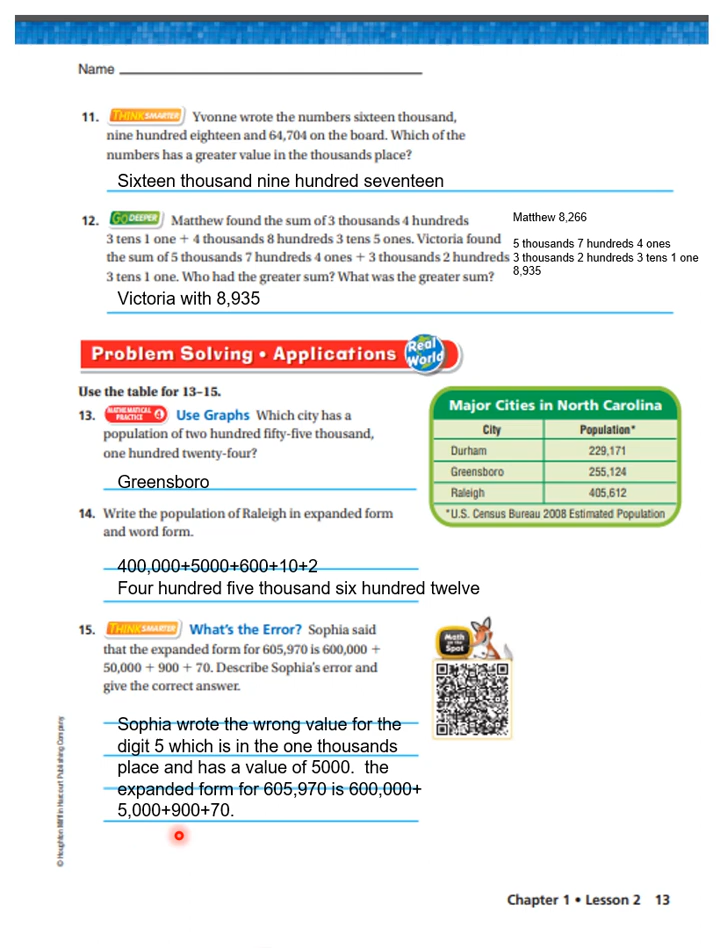 Name
11. THINK SMARTER Yvonne wrote the numbers sixteen thousand,
nine hundred eighteen and 64,704 on the board. Which of the
numbers has a greater value in the thousands place?
Sixteen thousand nine hundred seventeen
12. GO DEEPER Matthew found the sum of 3 thousands 4 hundreds
3 tens 1 one + 4 thousands 8 hundreds 3 tens 5 ones. Victoria found
the sum of 5 thousands 7 hundreds 4 ones + 3 thousands 2 hundreds
3 tens 1 one. Who had the greater sum? What was the greater sum?
Matthew 8,266
5 thousands 7 hundreds 4 ones
3 thousands 2 hundreds 3 tens 1 one
8,935
Victoria with 8,935
Problem Solving • Applications Real World
Use the table for 13–15.
13. MATHEMATICAL PRACTICE 4 Use Graphs Which city has a
population of two hundred fifty-five thousand,
one hundred twenty-four?
Greensboro
Major Cities in North Carolina
City Population*
Durham 229,171
Greensboro 255,124
Raleigh 405,612
*U.S. Census Bureau 2008 Estimated Population
14. Write the population of Raleigh in expanded form
and word form.
400,000+5000+600+10+2
Four hundred five thousand six hundred twelve
15. THINK SMARTER What's the Error? Sophia said
that the expanded form for 605,970 is 600,000 +
50,000 + 900 + 70. Describe Sophia's error and
give the correct answer.
Math on the Spot
Sophia wrote the wrong value for the
digit 5 which is in the one thousands
place and has a value of 5000. the
expanded form for 605,970 is 600,000+
5,000+900+70.
© Houghton Mifflin Harcourt Publishing Company
Chapter 1 • Lesson 2 13